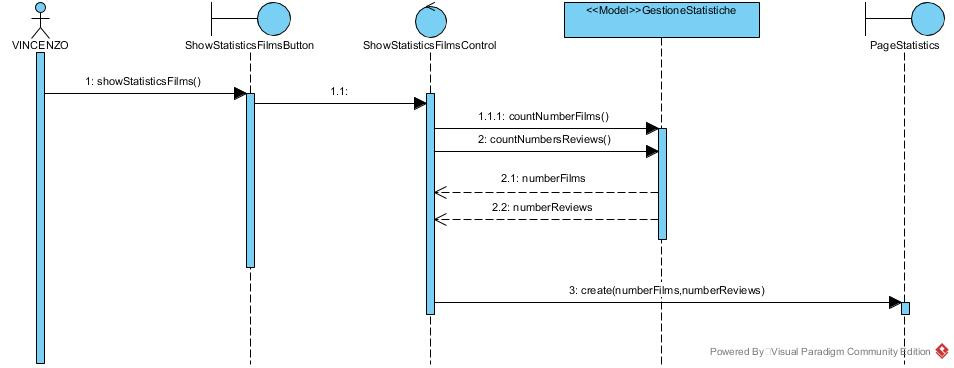 <<Model>>GestioneStatistiche
VINCENZO
ShowStatisticsFilmsButton
ShowStatisticsFilmsControl
PageStatistics
1: showStatisticsFilms()
1.1:
1.1.1: countNumberFilms()
2: countNumbersReviews()
2.1: numberFilms
2.2: numberReviews
3: create(numberFilms,numberReviews)
Powered By Visual Paradigm Community Edition